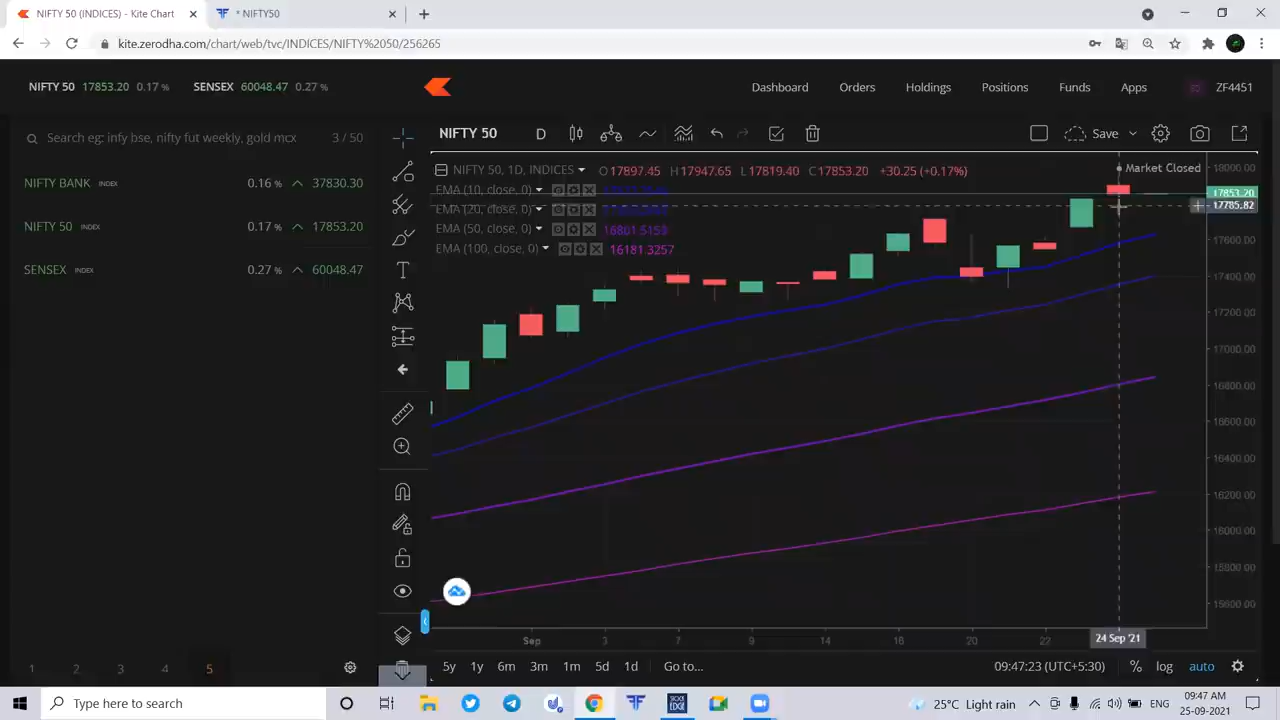 NIFTY 50 (INDICES) - Kite Chart
* NIFTY50
kite.zerodha.com/chart/web/tvc/INDICES/NIFTY%2050/256265
NIFTY 50 17853.20 0.17 % SENSEX 60048.47 0.27 %
Dashboard Orders Holdings Positions Funds Apps ZF4451
Search eg: infy bse, nifty fut weekly, gold mcx 3 / 50
NIFTY BANK INDEX 0.16 % 37830.30
NIFTY 50 INDEX 0.17 % 17853.20
SENSEX INDEX 0.27 % 60048.47
1 2 3 4 5
NIFTY 50 D Save
NIFTY 50, 1D, INDICES O17897.45 H17947.65 L17819.40 C17853.20 +30.25 (+0.17%)
Market Closed
EMA (10, close, 0)
EMA (20, close, 0)
EMA (50, close, 0) 16801.5159
EMA (100, close, 0) 16181.3257
18000.00
17853.20
17785.82
17600.00
17400.00
17200.00
17000.00
16800.00
16600.00
16400.00
16200.00
16000.00
15800.00
15600.00
Sep 3 7 9 14 16 20 22 24 Sep '21
5y 1y 6m 3m 1m 5d 1d Go to... 09:47:23 (UTC+5:30) % log auto
Type here to search
25°C Light rain ENG
09:47 AM
25-09-2021